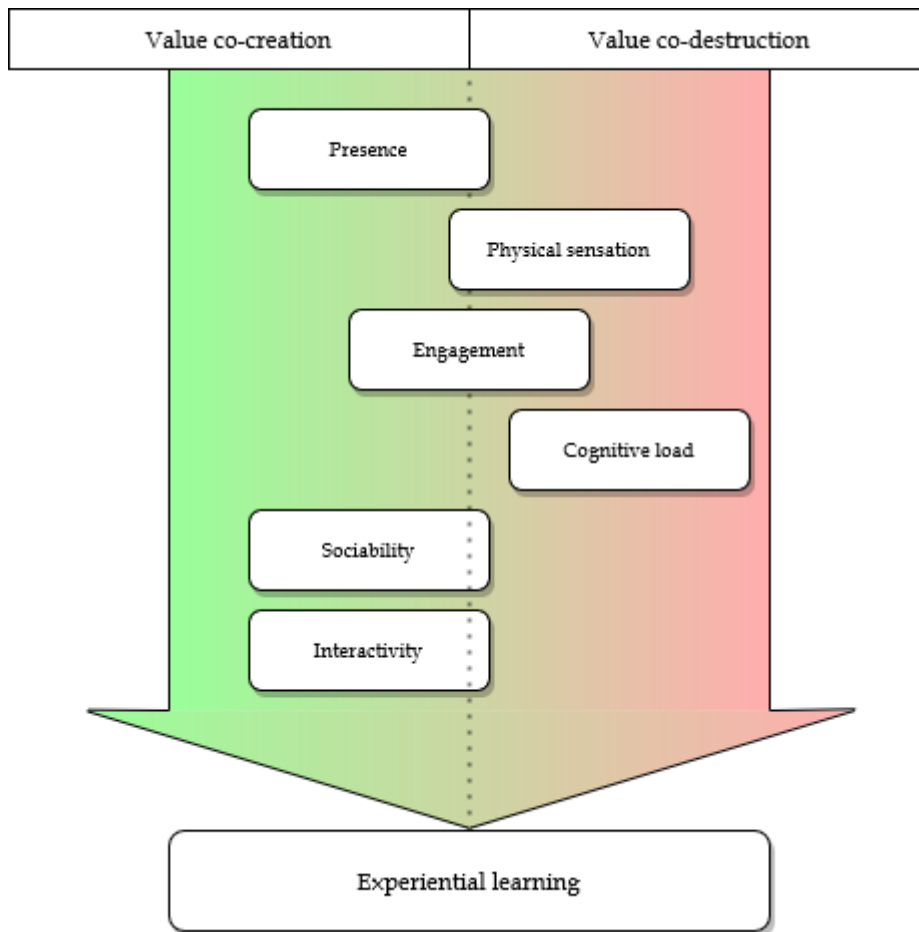 Value co-creation
Value co-destruction
Presence
Physical sensation
Engagement
Cognitive load
Sociability
Interactivity
Experiential learning